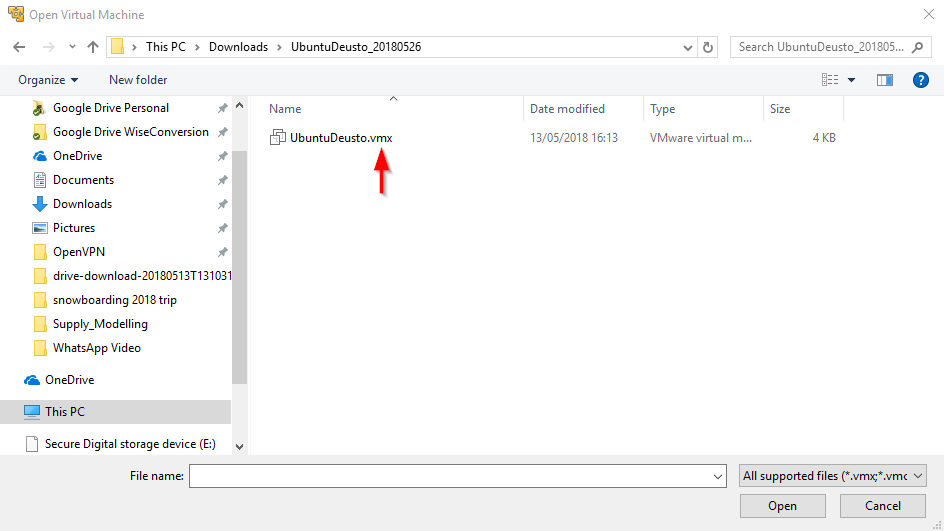 Open Virtual Machine
This PC > Downloads > UbuntuDeusto_20180526
Search UbuntuDeusto_201805...
Organize
New folder
Google Drive Personal
Google Drive WiseConversion
OneDrive
Documents
Downloads
Pictures
OpenVPN
drive-download-20180513T131031
snowboarding 2018 trip
Supply_Modelling
WhatsApp Video
OneDrive
This PC
Secure Digital storage device (E:)
Name Date modified Type Size
UbuntuDeusto.vmx 13/05/2018 16:13 VMware virtual m... 4 KB
File name:
All supported files (*.vmx;*.vmc
Open Cancel